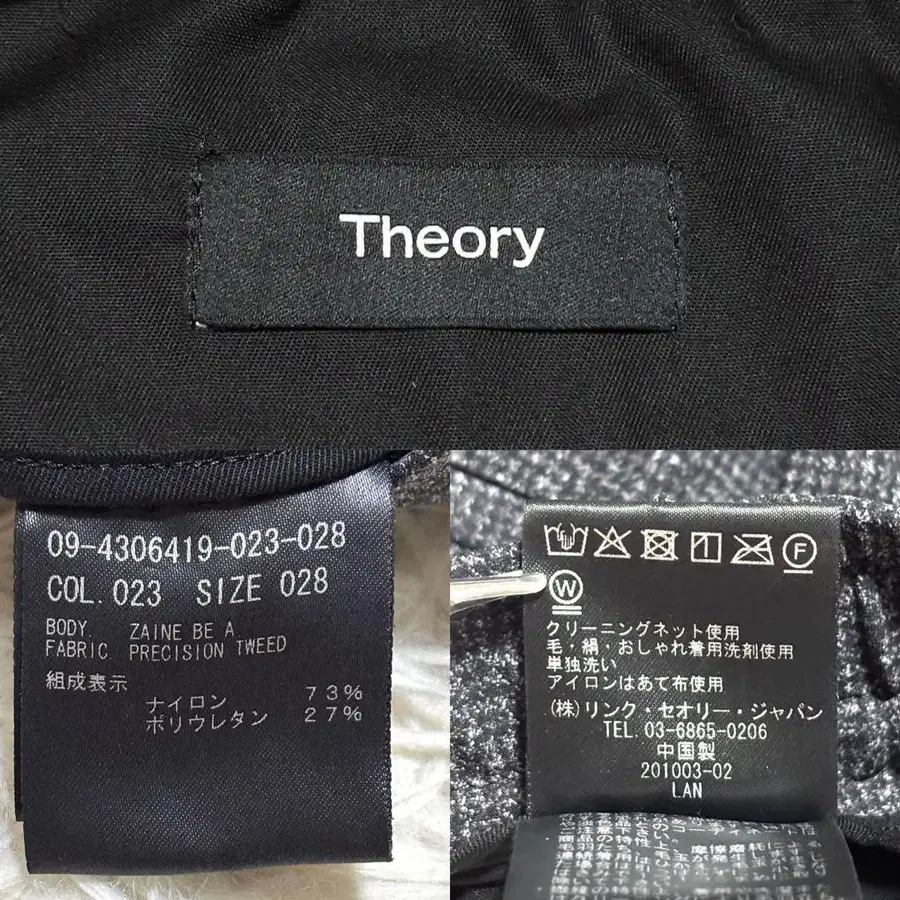 Theory
09-4306419-023-028
COL. 023 SIZE 028
BODY. ZAINE BE A
FABRIC. PRECISION TWEED
組成表示
ナイロン 73%
ポリウレタン 27%
F
W
クリーニングネット使用
毛・絹・おしゃれ着用洗剤使用
単独洗い
アイロンはあて布使用
(株)リンク・セオリー・ジャパン
TEL. 03-6865-0206
中国製
201003-02
LAN